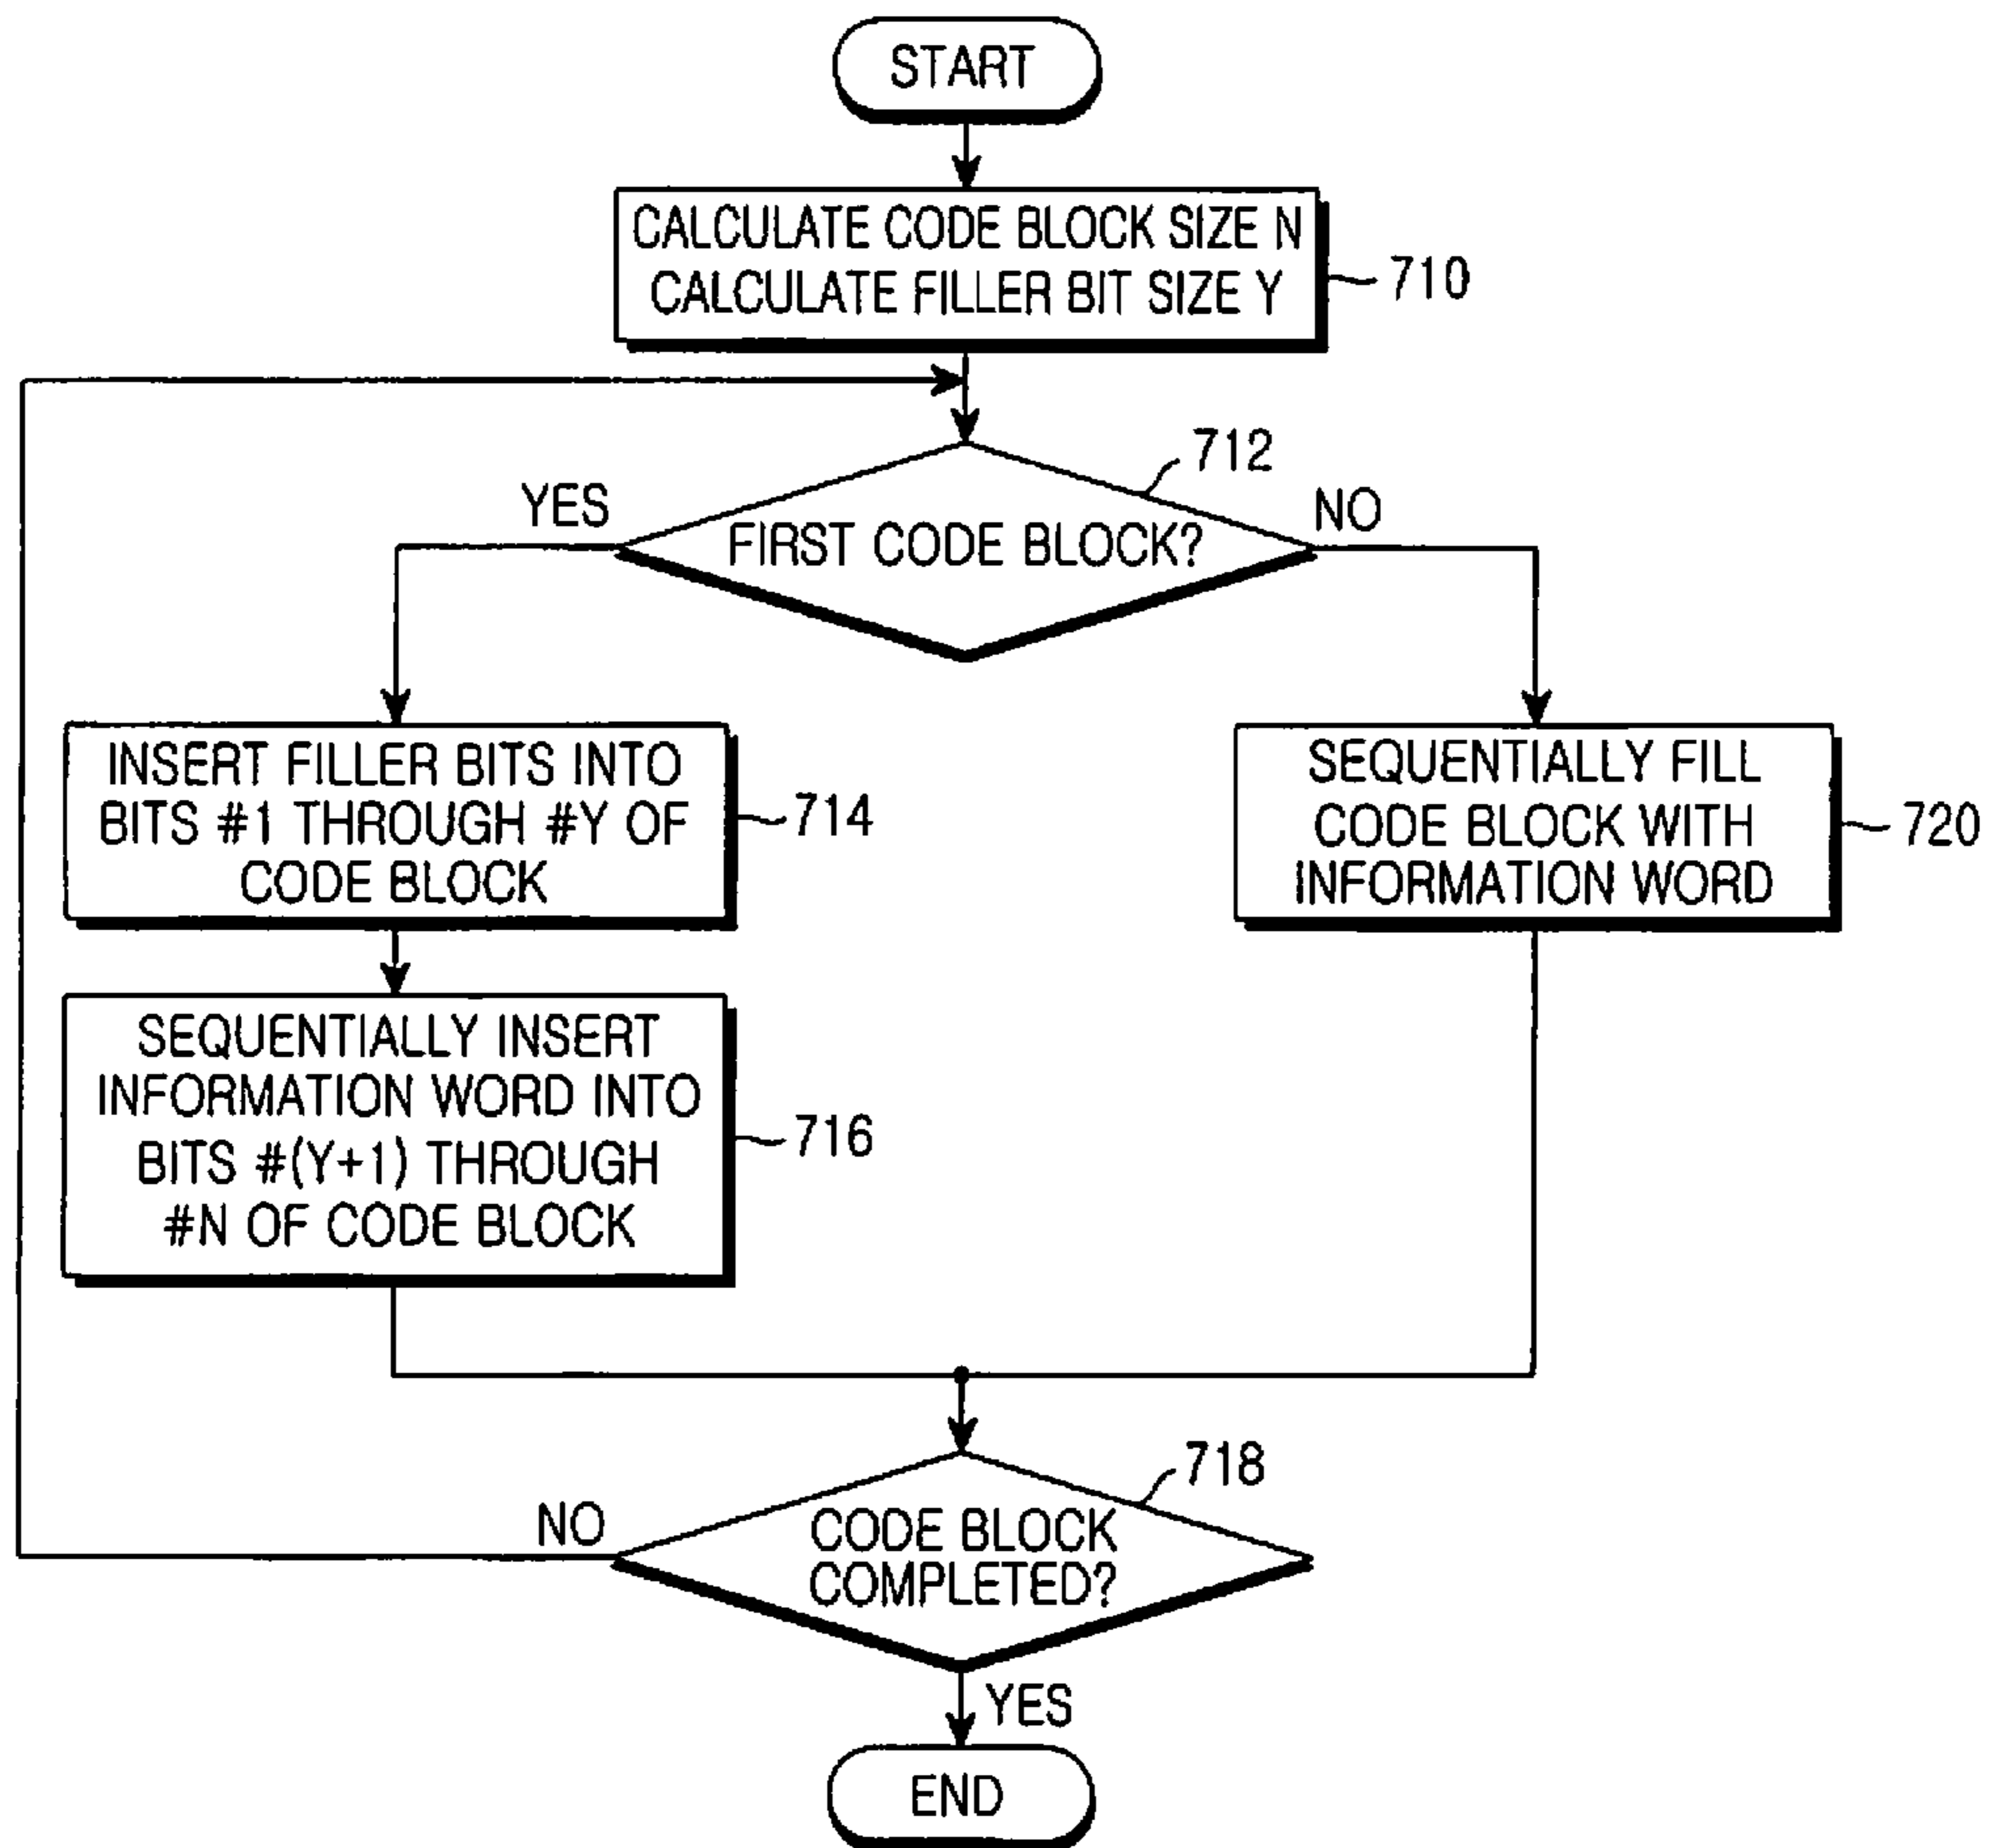 START
CALCULATE CODE BLOCK SIZE N
CALCULATE FILLER BIT SIZE Y
710
712
YES
NO
FIRST CODE BLOCK?
INSERT FILLER BITS INTO
BITS #1 THROUGH #Y OF
CODE BLOCK
714
SEQUENTIALLY FILL
CODE BLOCK WITH
INFORMATION WORD
720
SEQUENTIALLY INSERT
INFORMATION WORD INTO
BITS #(Y+1) THROUGH
#N OF CODE BLOCK
716
718
NO
CODE BLOCK
COMPLETED?
YES
END